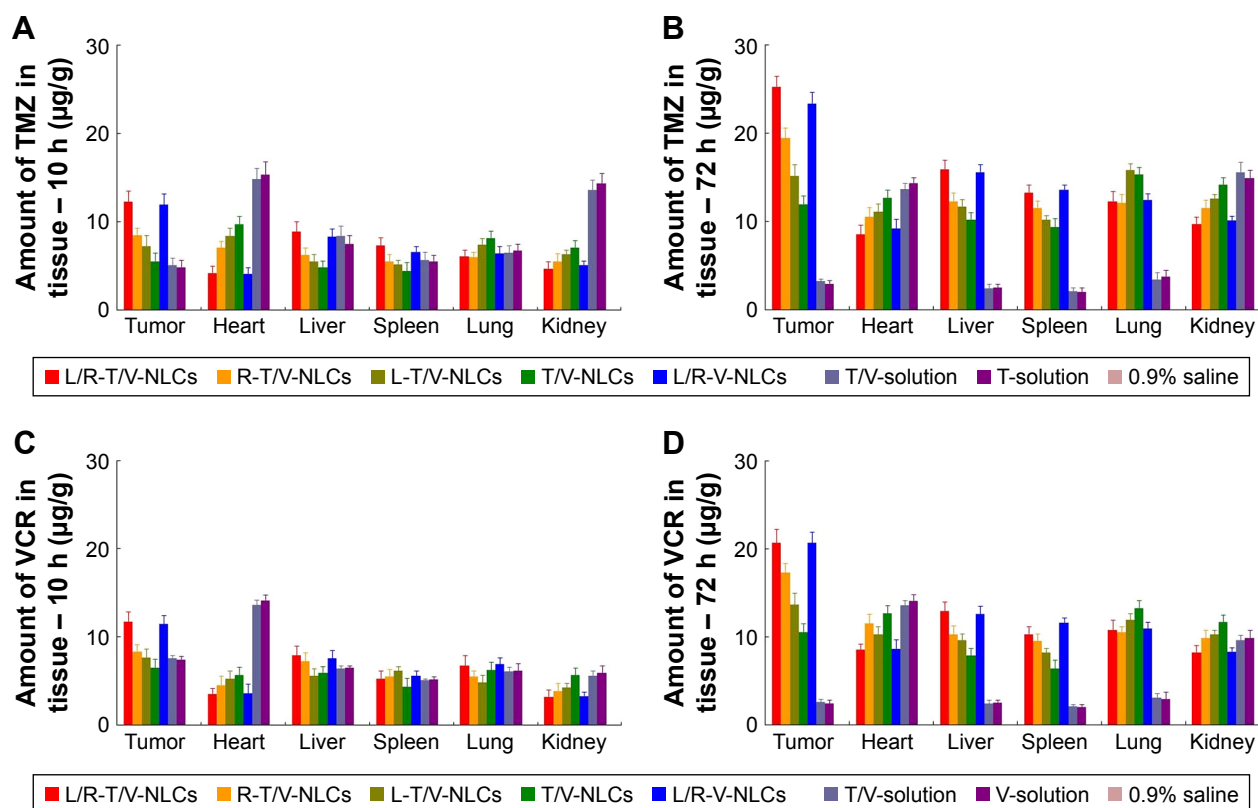 A
Amount of TMZ in
tissue – 10 h (µg/g)
30
20
10
0
Tumor Heart Liver Spleen Lung Kidney
B
Amount of TMZ in
tissue – 72 h (µg/g)
30
20
10
0
Tumor Heart Liver Spleen Lung Kidney
L/R-T/V-NLCs R-T/V-NLCs L-T/V-NLCs T/V-NLCs L/R-V-NLCs T/V-solution T-solution 0.9% saline
C
Amount of VCR in
tissue – 10 h (µg/g)
30
20
10
0
Tumor Heart Liver Spleen Lung Kidney
D
Amount of VCR in
tissue – 72 h (µg/g)
30
20
10
0
Tumor Heart Liver Spleen Lung Kidney
L/R-T/V-NLCs R-T/V-NLCs L-T/V-NLCs T/V-NLCs L/R-V-NLCs T/V-solution V-solution 0.9% saline